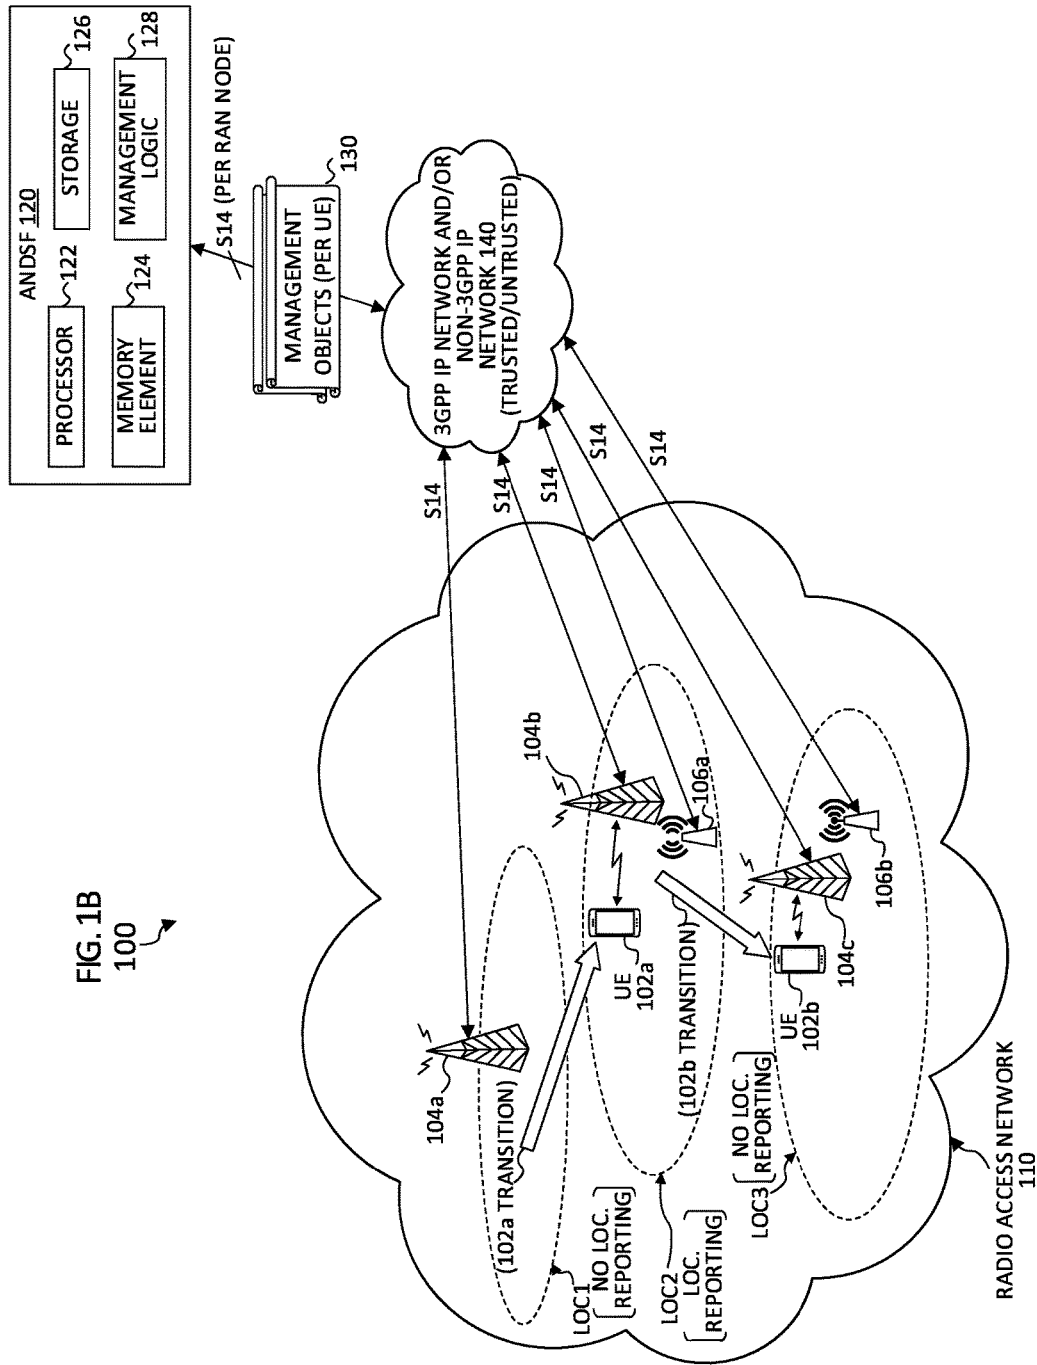 FIG. 1B
100
ANDSF 120
PROCESSOR
122
STORAGE
126
MEMORY
ELEMENT
124
MANAGEMENT
LOGIC
128
S14 (PER RAN NODE)
MANAGEMENT
OBJECTS (PER UE)
130
3GPP IP NETWORK AND/OR
NON-3GPP IP
NETWORK 140
(TRUSTED/UNTRUSTED)
S14
S14
S14
S14
S14
104a
104b
(102a TRANSITION)
UE
102a
106a
(102b TRANSITION)
UE
102b
104c
106b
LOC1
NO LOC.
REPORTING
LOC2
LOC.
REPORTING
LOC3
NO LOC.
REPORTING
RADIO ACCESS NETWORK
110